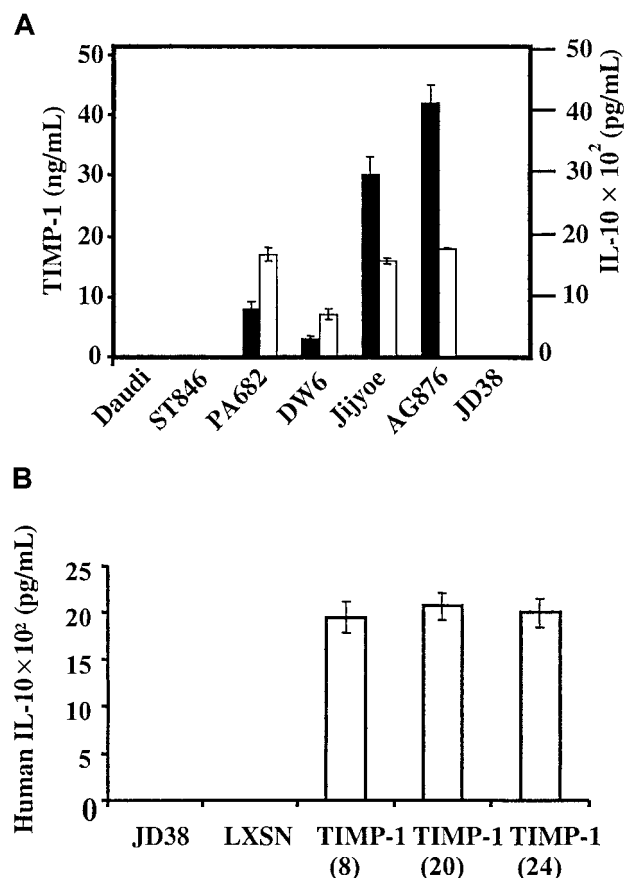 A
TIMP-1 (ng/mL)
50
40
30
20
10
0
50
40
30
20
10
0
IL-10 × 10² (pg/mL)
Daudi
ST846
PA682
DW6
Jijyoe
AG876
JD38
B
Human IL-10×10² (pg/mL)
25
20
15
10
5
0
JD38
LXSN
TIMP-1
(8)
TIMP-1
(20)
TIMP-1
(24)